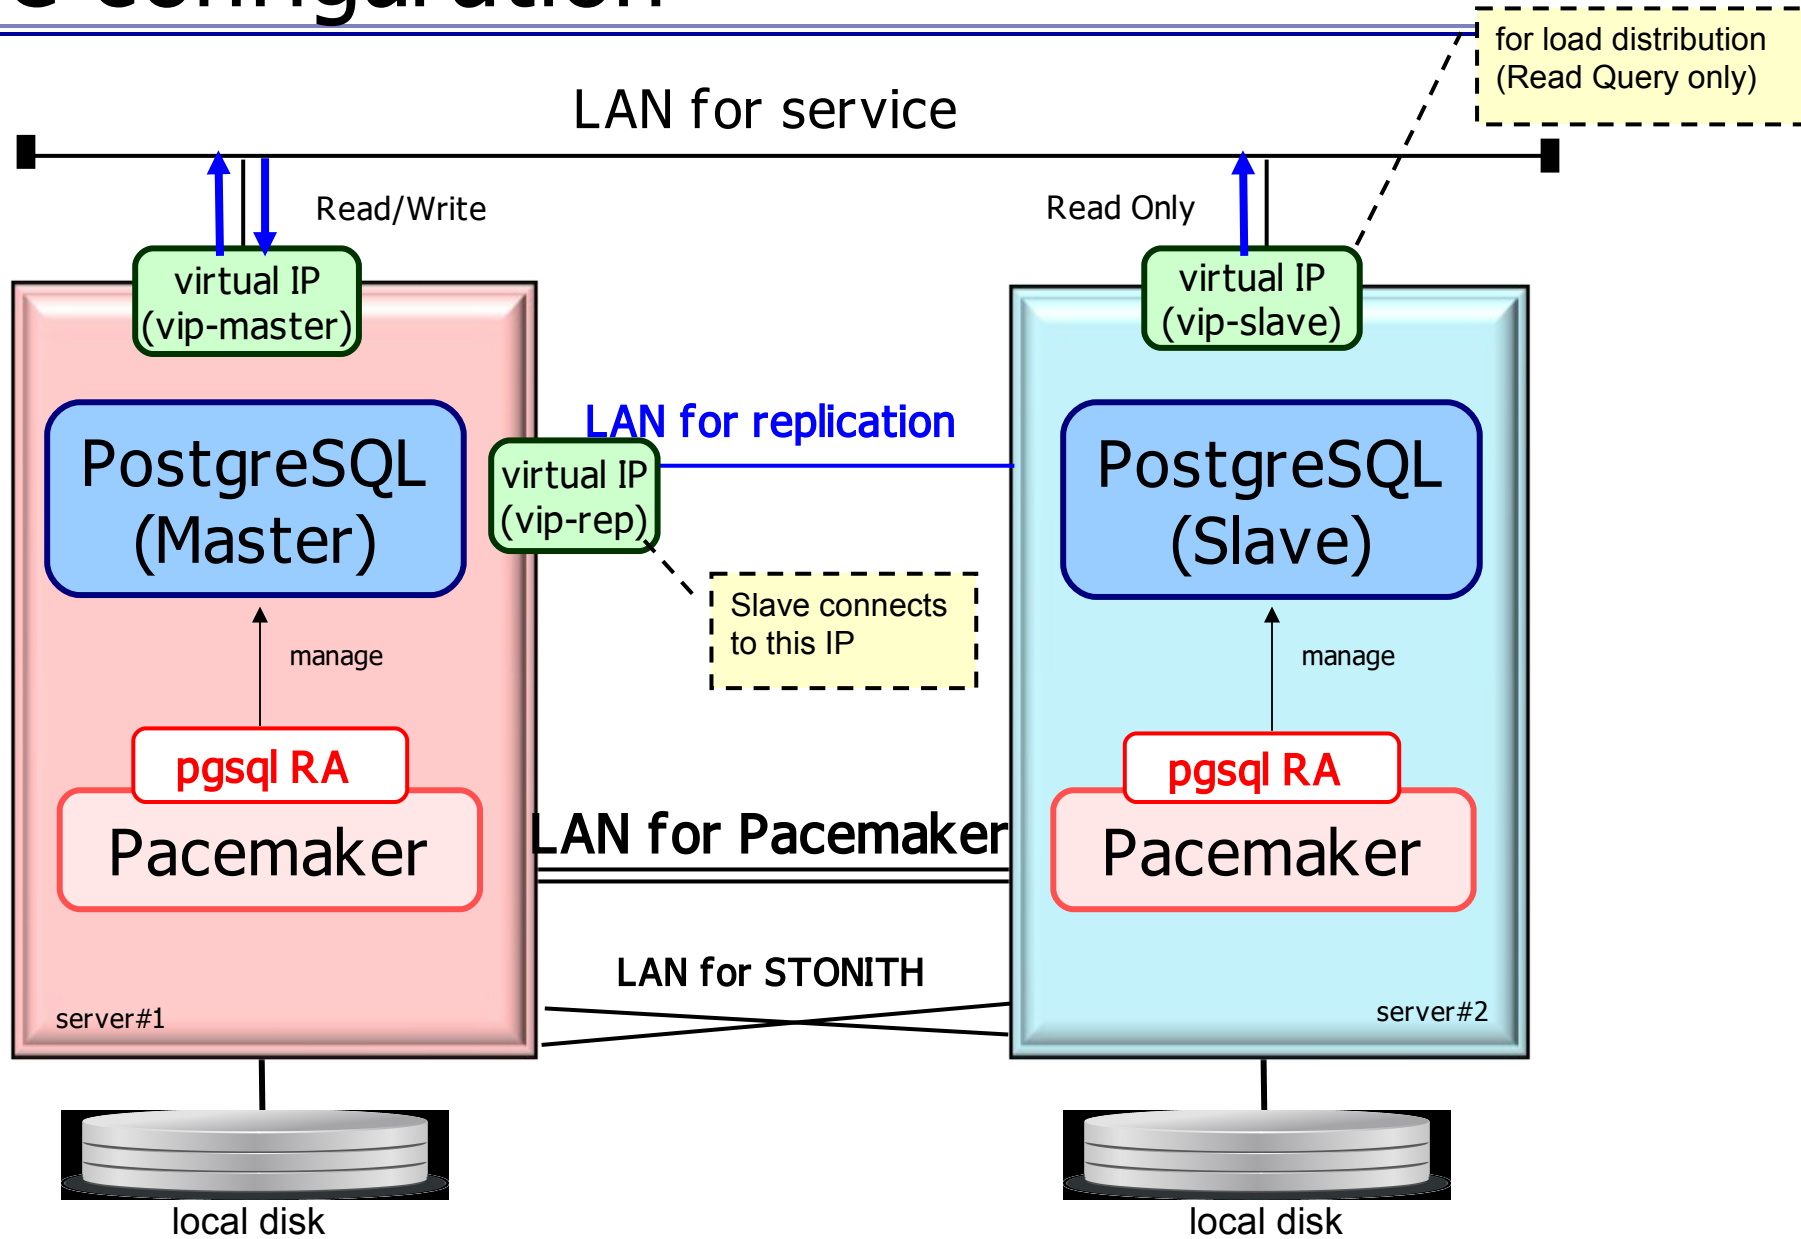 configuration
for load distribution
(Read Query only)
LAN for service
Read/Write
Read Only
virtual IP
(vip-master)
virtual IP
(vip-slave)
LAN for replication
PostgreSQL
(Master)
virtual IP
(vip-rep)
PostgreSQL
(Slave)
Slave connects
to this IP
manage
manage
pgsql RA
pgsql RA
LAN for Pacemaker
Pacemaker
Pacemaker
LAN for STONITH
server#1
server#2
local disk
local disk